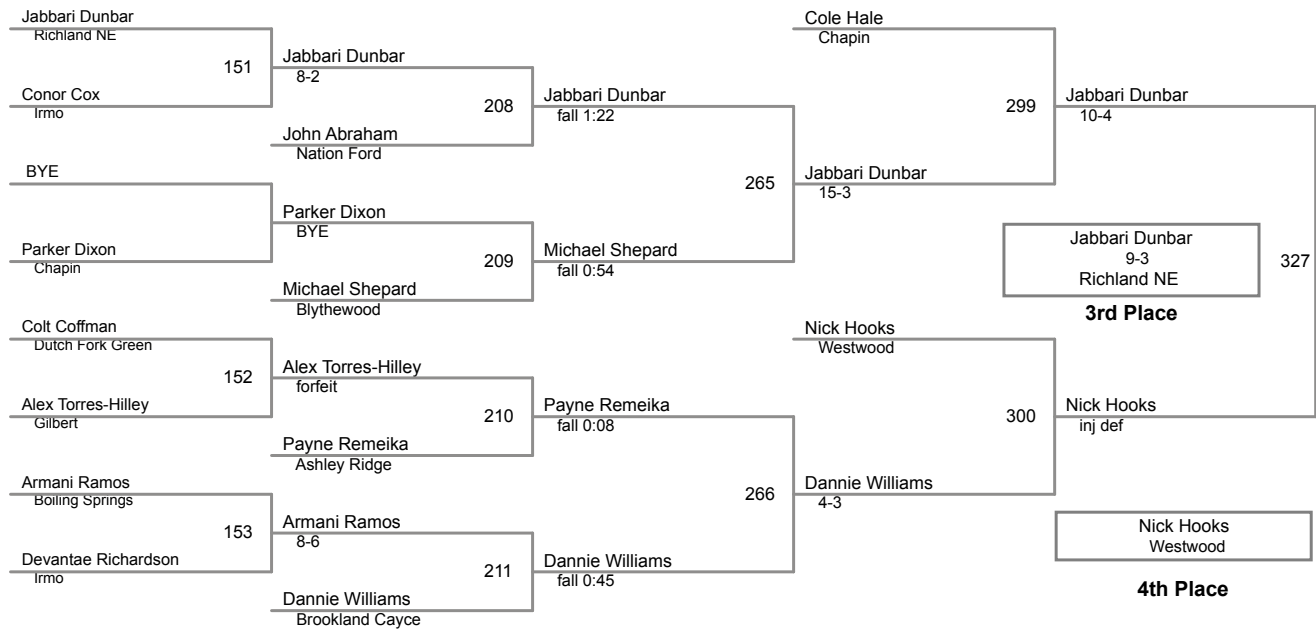 Jabbari Dunbar
Richland NE
151
Conor Cox
Irmo
BYE
Parker Dixon
Chapin
Colt Coffman
Dutch Fork Green
152
Alex Torres-Hilley
Gilbert
Armani Ramos
Boiling Springs
153
Devantae Richardson
Irmo
Jabbari Dunbar
8-2
208
John Abraham
Nation Ford
Parker Dixon
BYE
209
Michael Shepard
Blythewood
Alex Torres-Hilley
forfeit
210
Payne Remeika
Ashley Ridge
Armani Ramos
8-6
211
Dannie Williams
Brookland Cayce
Jabbari Dunbar
fall 1:22
265
Michael Shepard
fall 0:54
Payne Remeika
fall 0:08
266
Dannie Williams
fall 0:45
Cole Hale
Chapin
299
Jabbari Dunbar
15-3
Nick Hooks
Westwood
300
Dannie Williams
4-3
Jabbari Dunbar
10-4
327
Nick Hooks
inj def
Jabbari Dunbar
9-3
Richland NE
3rd Place
Nick Hooks
Westwood
4th Place